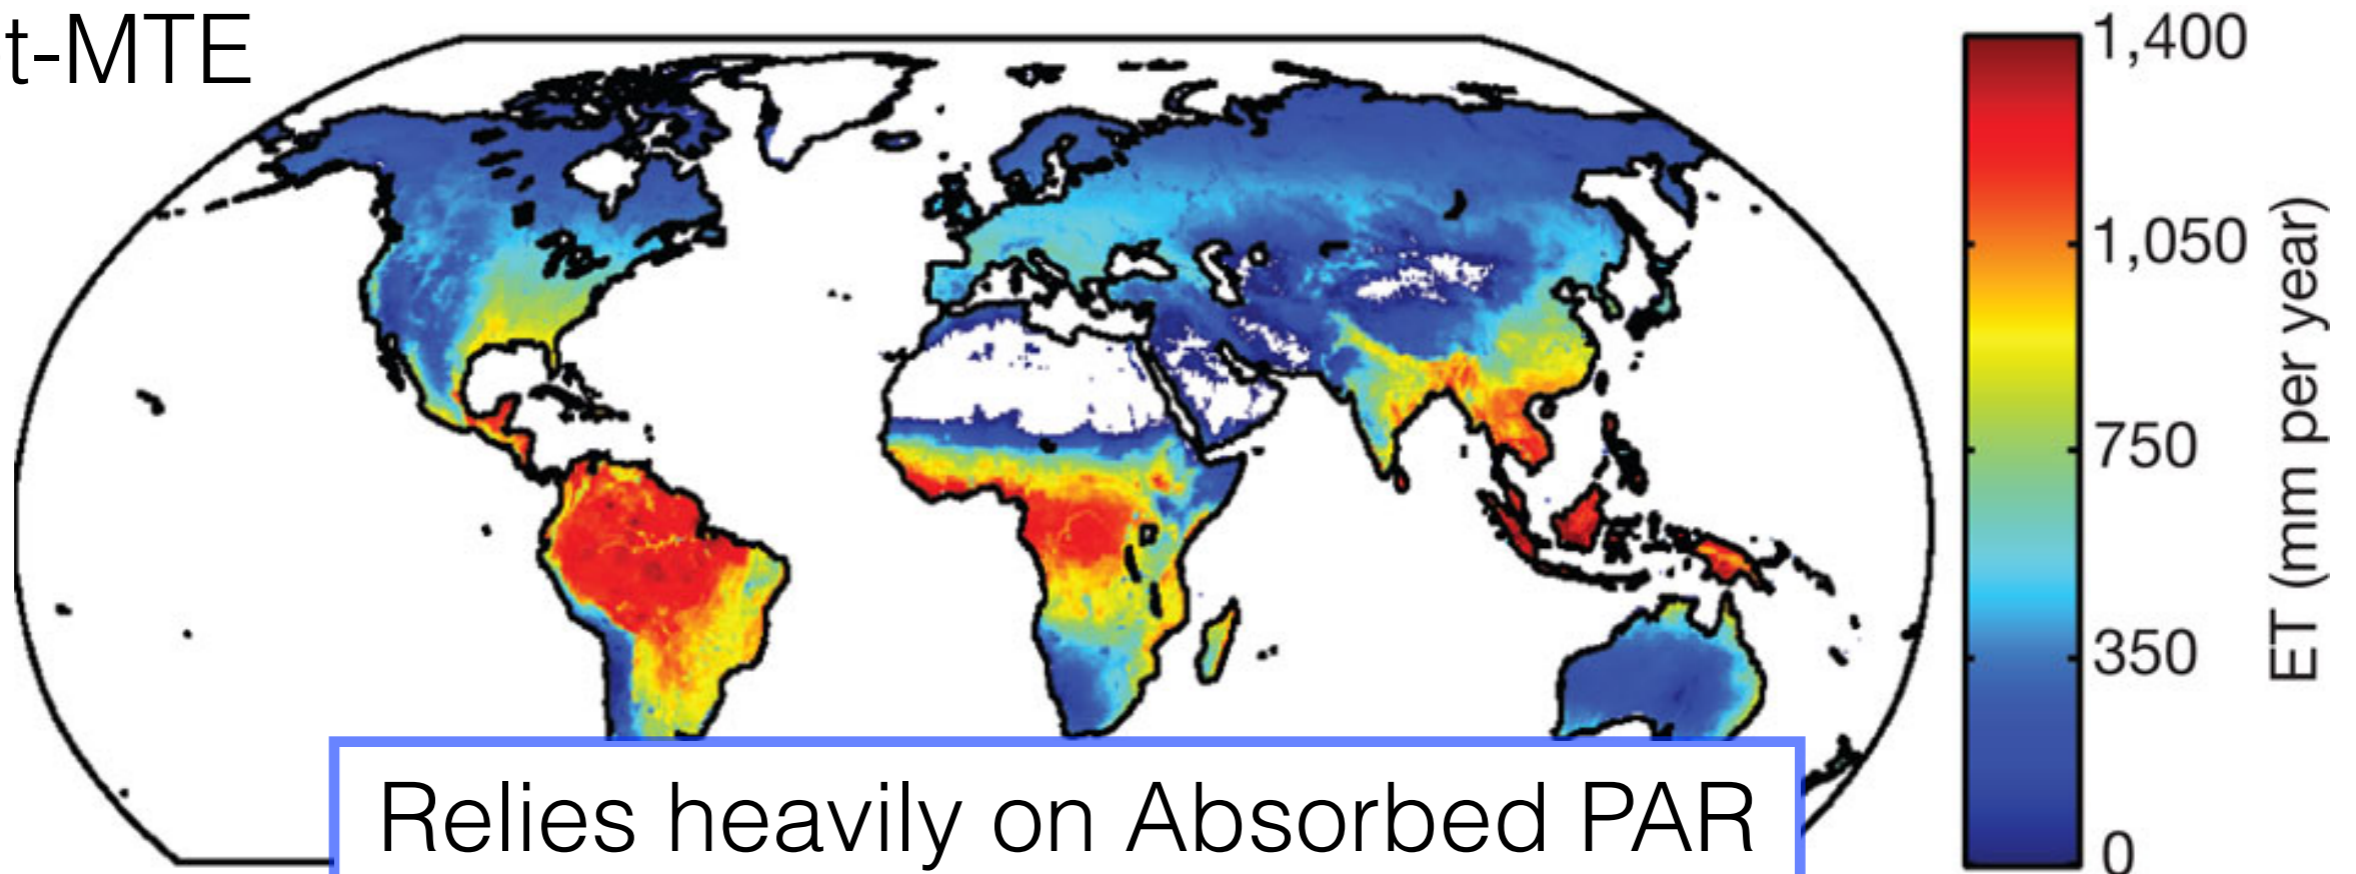 t-MTE
1,400
1,050
750
350
0
ET (mm per year)
Relies heavily on Absorbed PAR